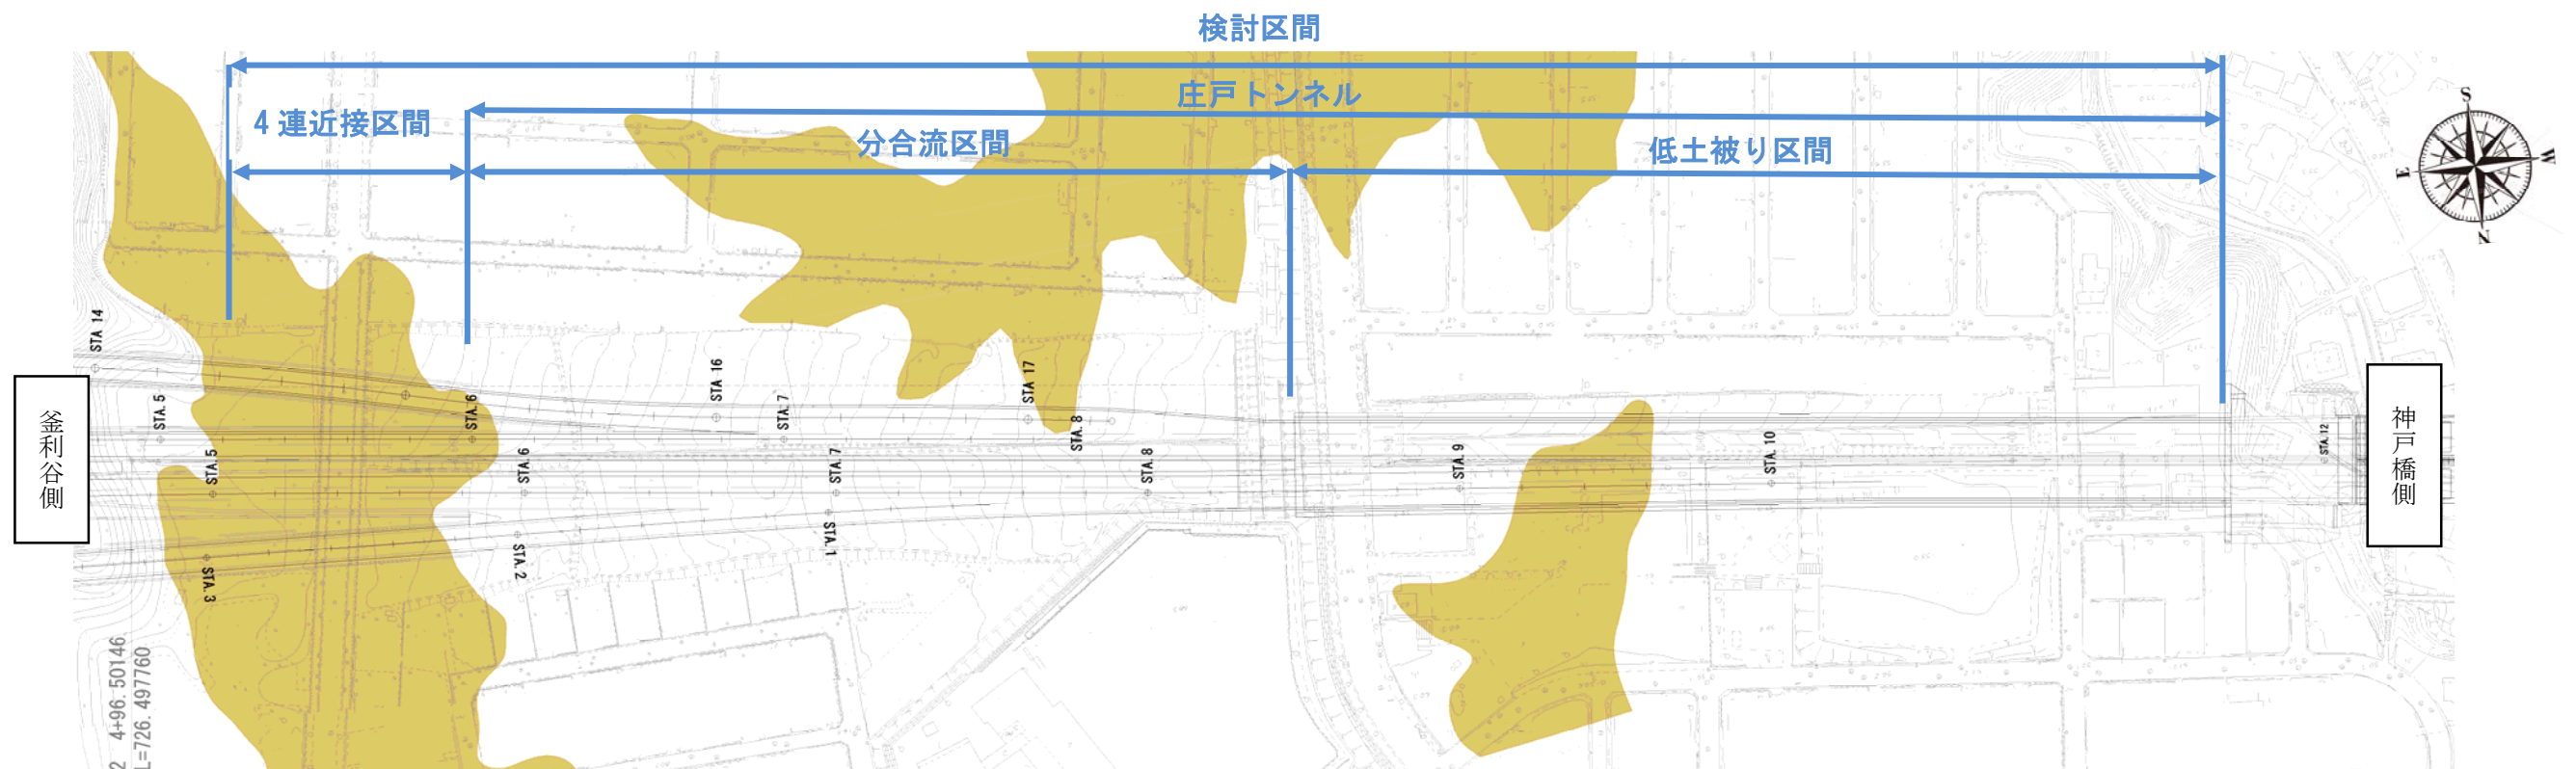 検討区間
庄戸トンネル
4連近接区間
分合流区間
低土被り区間
S
W
E
N
STA 14
STA 16
STA 17
STA. 5
STA. 6
STA. 7
STA. 8
STA. 5
STA. 6
STA. 7
STA. 8
STA. 9
STA. 10
STA. 12
STA. 3
STA. 2
STA. 1
釜利谷側
神戸橋側
2 4+96. 50146
L=726. 497760